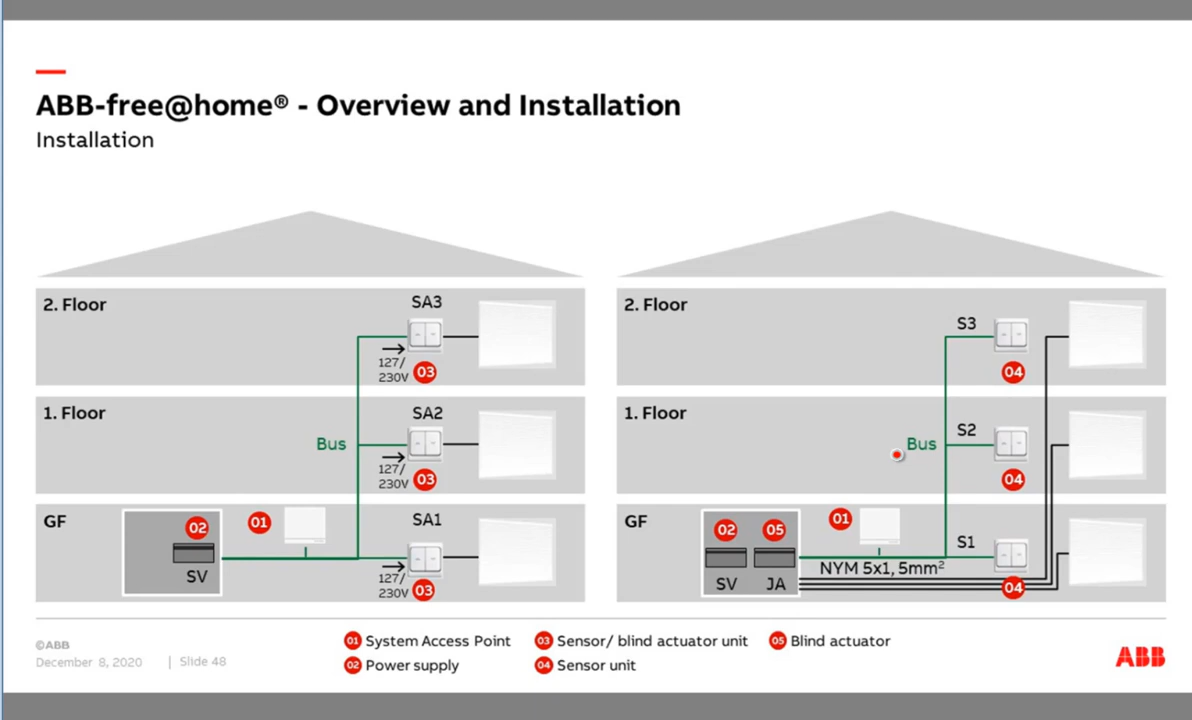 ABB-free@home® - Overview and Installation
Installation
2. Floor
SA3
127/
230V
03
1. Floor
SA2
Bus
127/
230V
03
GF
02
01
SA1
SV
127/
230V
03
2. Floor
S3
04
1. Floor
S2
Bus
04
GF
02
05
01
S1
NYM 5x1, 5mm²
SV
JA
04
01 System Access Point
03 Sensor/ blind actuator unit
05 Blind actuator
02 Power supply
04 Sensor unit
©ABB
December 8, 2020 | Slide 48
ABB